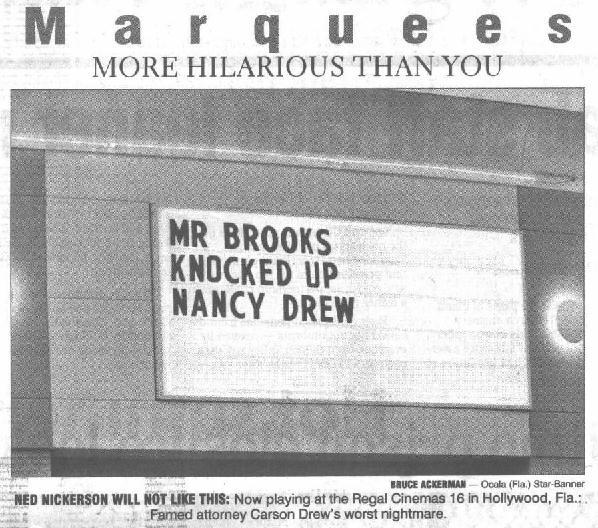 Marquees
MORE HILARIOUS THAN YOU
MR BROOKS
KNOCKED UP
NANCY DREW
BRUCE ACKERMAN — Ocala (Fla.) Star-Banner
NED NICKERSON WILL NOT LIKE THIS: Now playing at the Regal Cinemas 16 in Hollywood, Fla.:
Famed attorney Carson Drew's worst nightmare.